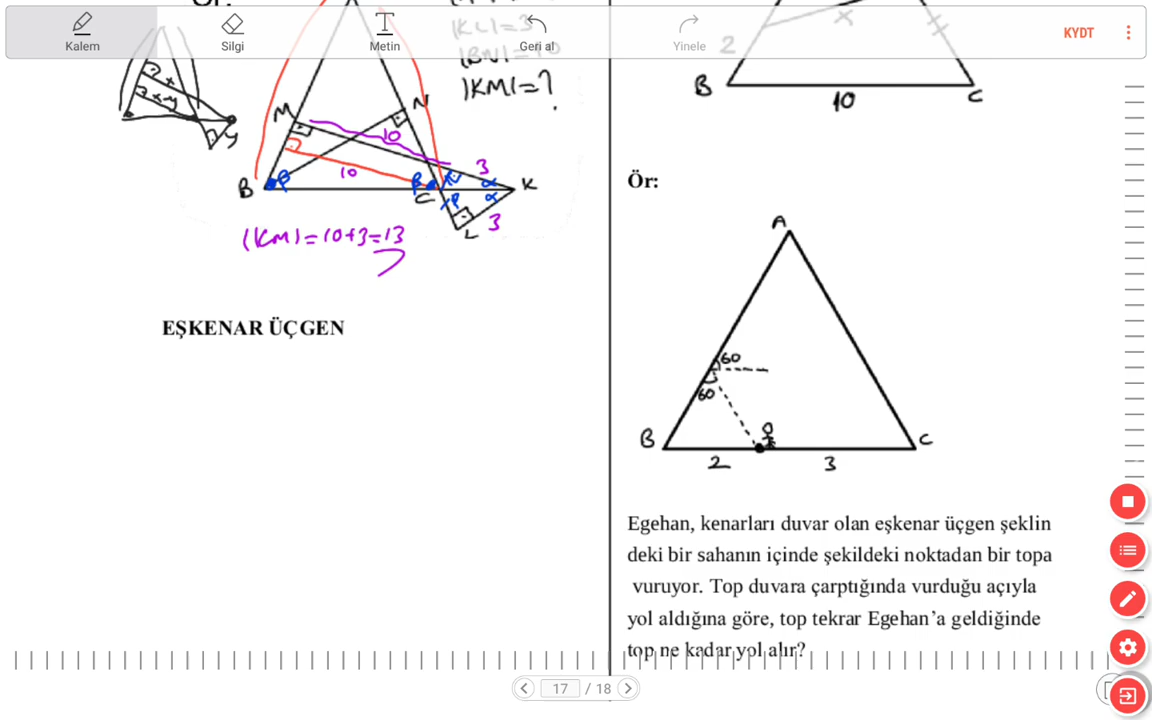 Kalem
Silgi
Metin
Geri al
Yinele
KYDT
|KL|=3
|BN|=10
|KM|=?
x
x-y
y
M
N
10
10
3
B
β
β
C
α
α
K
L
3
|KM|=10+3=13
EŞKENAR ÜÇGEN
x
2
B
10
C
Ör:
A
60
60
B
C
2
3
Egehan, kenarları duvar olan eşkenar üçgen şeklin
deki bir sahanın içinde şekildeki noktadan bir topa
vuruyor. Top duvara çarptığında vurduğu açıyla
yol aldığına göre, top tekrar Egehan'a geldiğinde
top ne kadar yol alır?
17 / 18